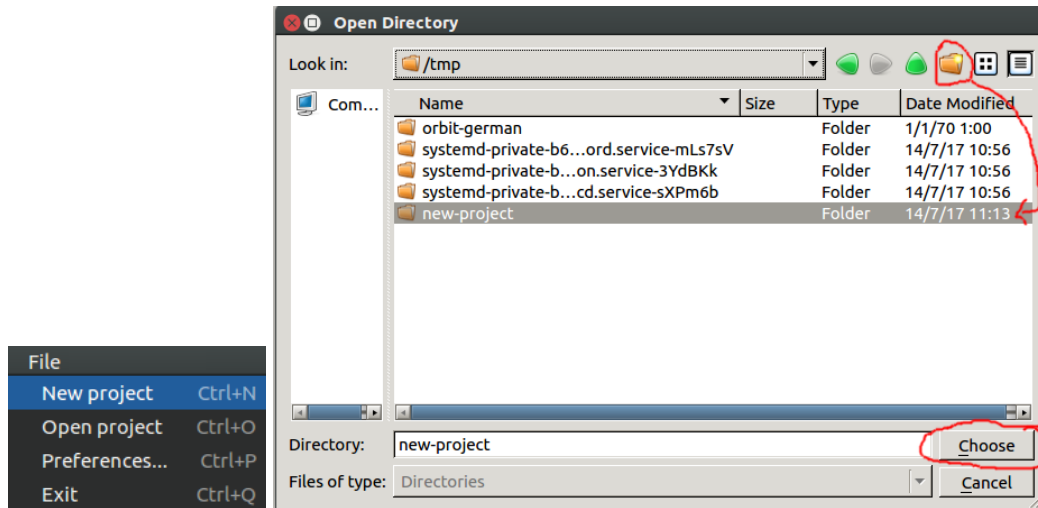 File
New project Ctrl+N
Open project Ctrl+O
Preferences... Ctrl+P
Exit Ctrl+Q
Open Directory
Look in: /tmp
Com...
Name Size Type Date Modified
orbit-german Folder 1/1/70 1:00
systemd-private-b6...ord.service-mLs7sV Folder 14/7/17 10:56
systemd-private-b...on.service-3YdBKk Folder 14/7/17 10:56
systemd-private-b...cd.service-sXPm6b Folder 14/7/17 10:56
new-project Folder 14/7/17 11:13
Directory: new-project Choose
Files of type: Directories Cancel